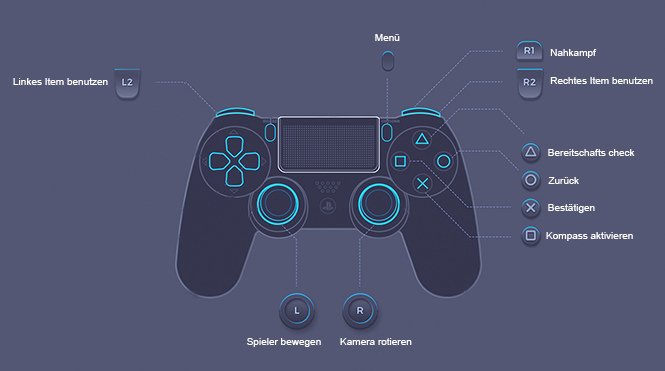 Menü
R1
Nahkampf
Linkes Item benutzen
L2
R2
Rechtes Item benutzen
Bereitschafts check
Zurück
Bestätigen
Kompass aktivieren
L
R
Spieler bewegen
Kamera rotieren